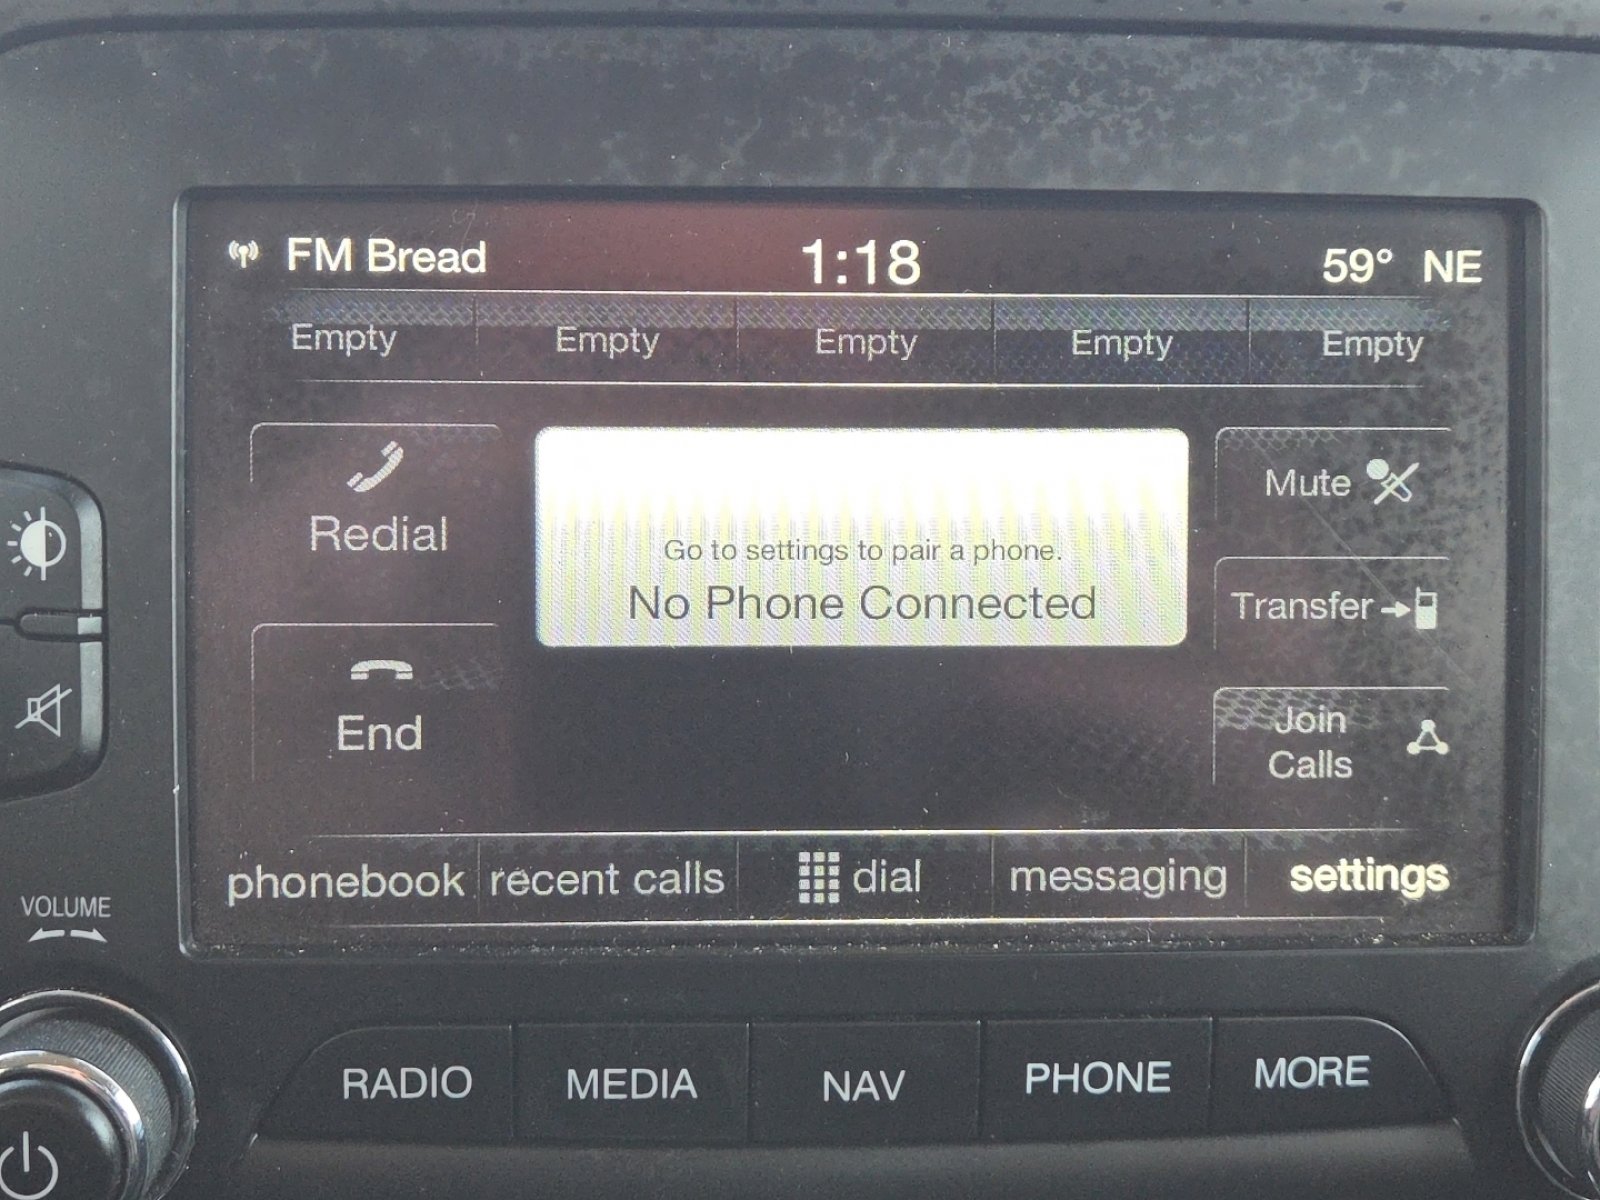 FM Bread 1:18 59° NE
Empty Empty Empty Empty Empty
Redial
Go to settings to pair a phone.
No Phone Connected
Mute
Transfer
End
Join
Calls
phonebook recent calls dial messaging settings
VOLUME
RADIO MEDIA NAV PHONE MORE